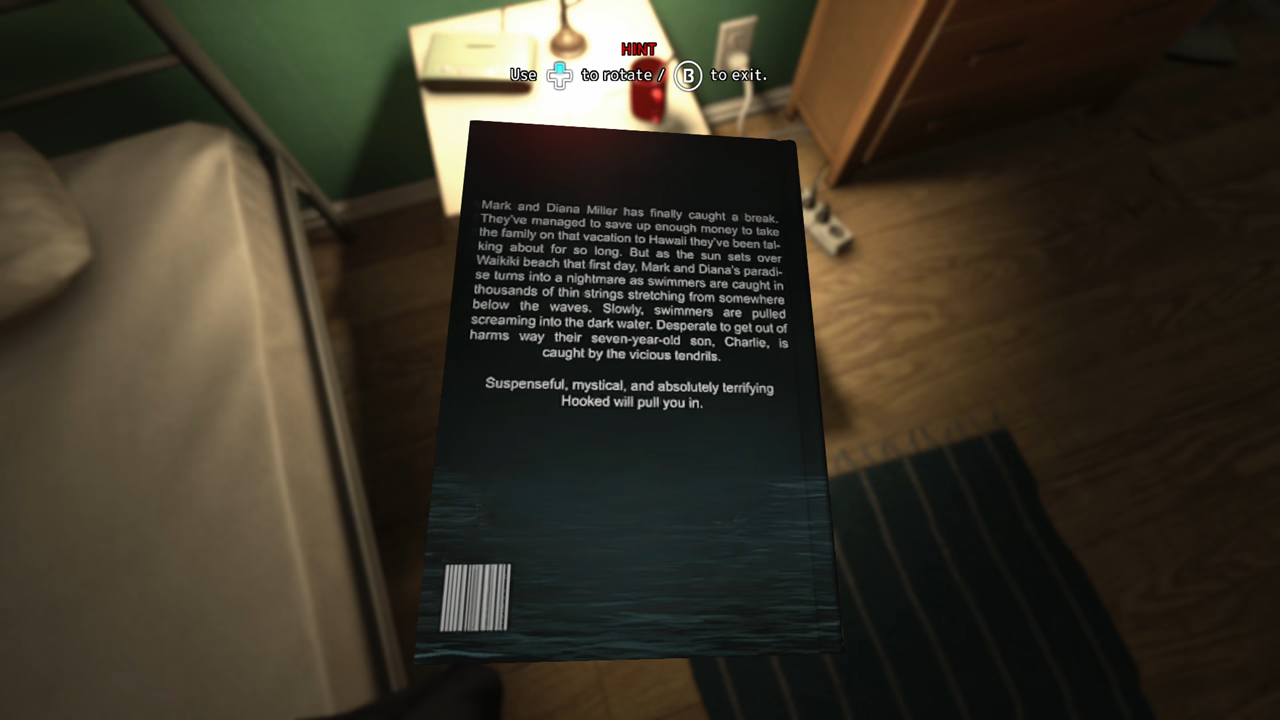 HINT
Use to rotate / B to exit.
Mark and Diana Miller has finally caught a break.
They've managed to save up enough money to take
the family on that vacation to Hawaii they've been tal-
king about for so long. But as the sun sets over
Waikiki beach that first day, Mark and Diana's paradi-
se turns into a nightmare as swimmers are caught in
thousands of thin strings stretching from somewhere
below the waves. Slowly, swimmers are pulled
screaming into the dark water. Desperate to get out of
harms way their seven-year-old son, Charlie, is
caught by the vicious tendrils.
Suspenseful, mystical, and absolutely terrifying
Hooked will pull you in.